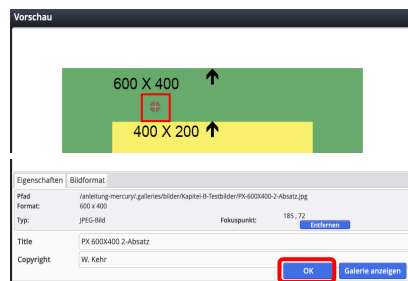 Vorschau
600 X 400
400 X 200
Eigenschaften Bildformat
Pfad /anleitung-mercury/.galleries/bilder/Kapitel-8-Testbilder/PX-600X400-2-Absatz.jpg
Format: 600 x 400
Typ: JPEG-Bild Fokuspunkt: 185 , 72
Entfernen
Title PX 600X400 2-Absatz
Copyright W. Kehr
OK Galerie anzeigen